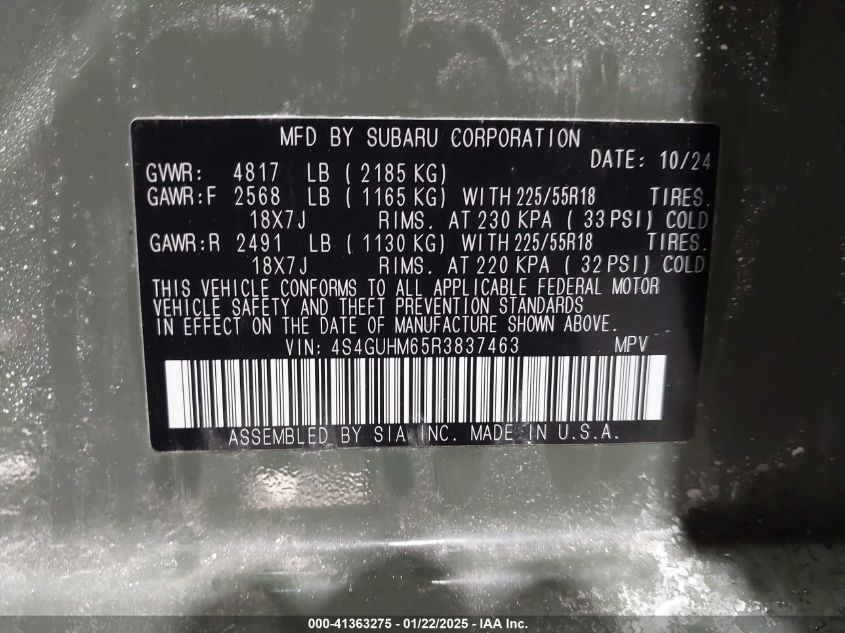 MFD BY SUBARU CORPORATION
DATE: 10/24
GVWR: 4817 LB ( 2185 KG)
GAWR:F 2568 LB ( 1165 KG) WITH 225/55R18 TIRES.
18X7J RIMS. AT 230 KPA ( 33 PSI) COLD
GAWR:R 2491 LB ( 1130 KG) WITH 225/55R18 TIRES.
18X7J RIMS. AT 220 KPA ( 32 PSI) COLD
THIS VEHICLE CONFORMS TO ALL APPLICABLE FEDERAL MOTOR
VEHICLE SAFETY AND THEFT PREVENTION STANDARDS
IN EFFECT ON THE DATE OF MANUFACTURE SHOWN ABOVE.
VIN: 4S4GUHM65R3837463 MPV
ASSEMBLED BY SIA INC. MADE IN U.S.A.
000-41363275 - 01/22/2025 - IAA Inc.